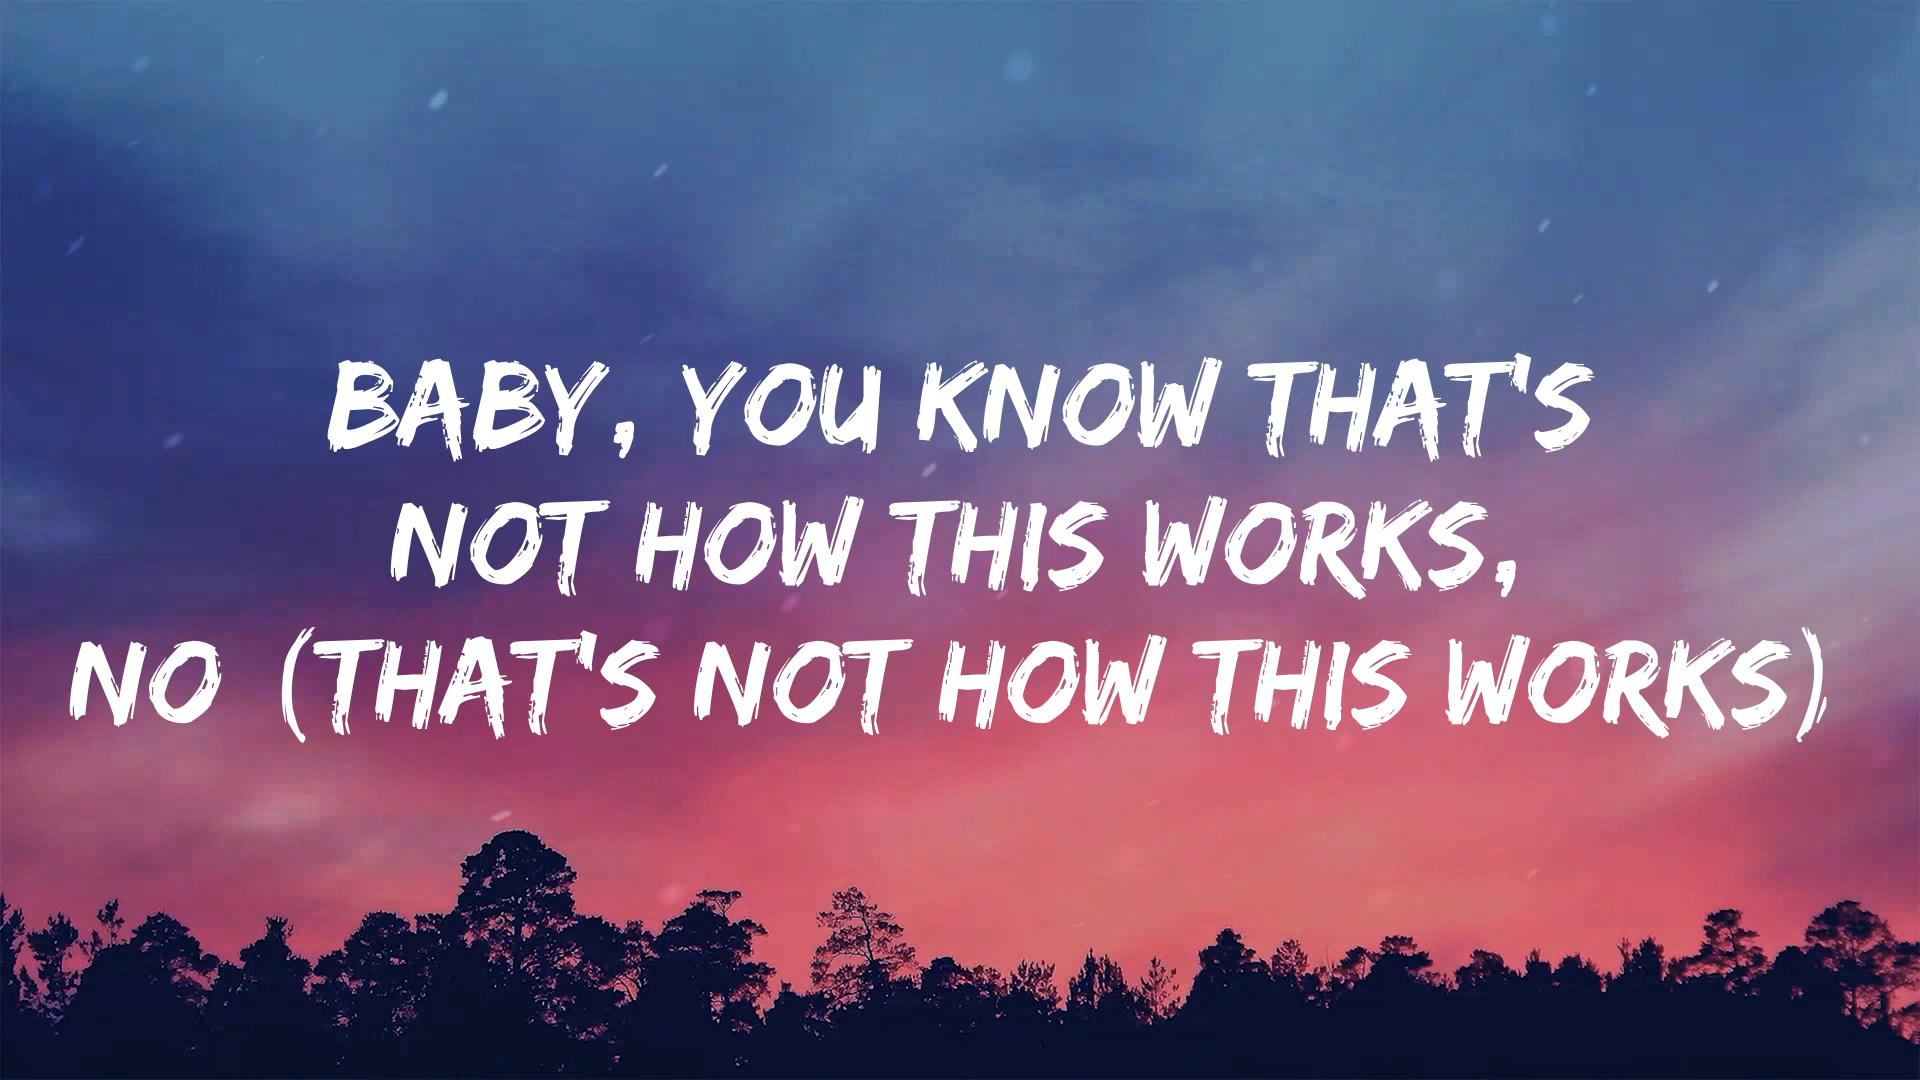 BABY, YOU KNOW THAT'S
NOT HOW THIS WORKS,
NO (THAT'S NOT HOW THIS WORKS)